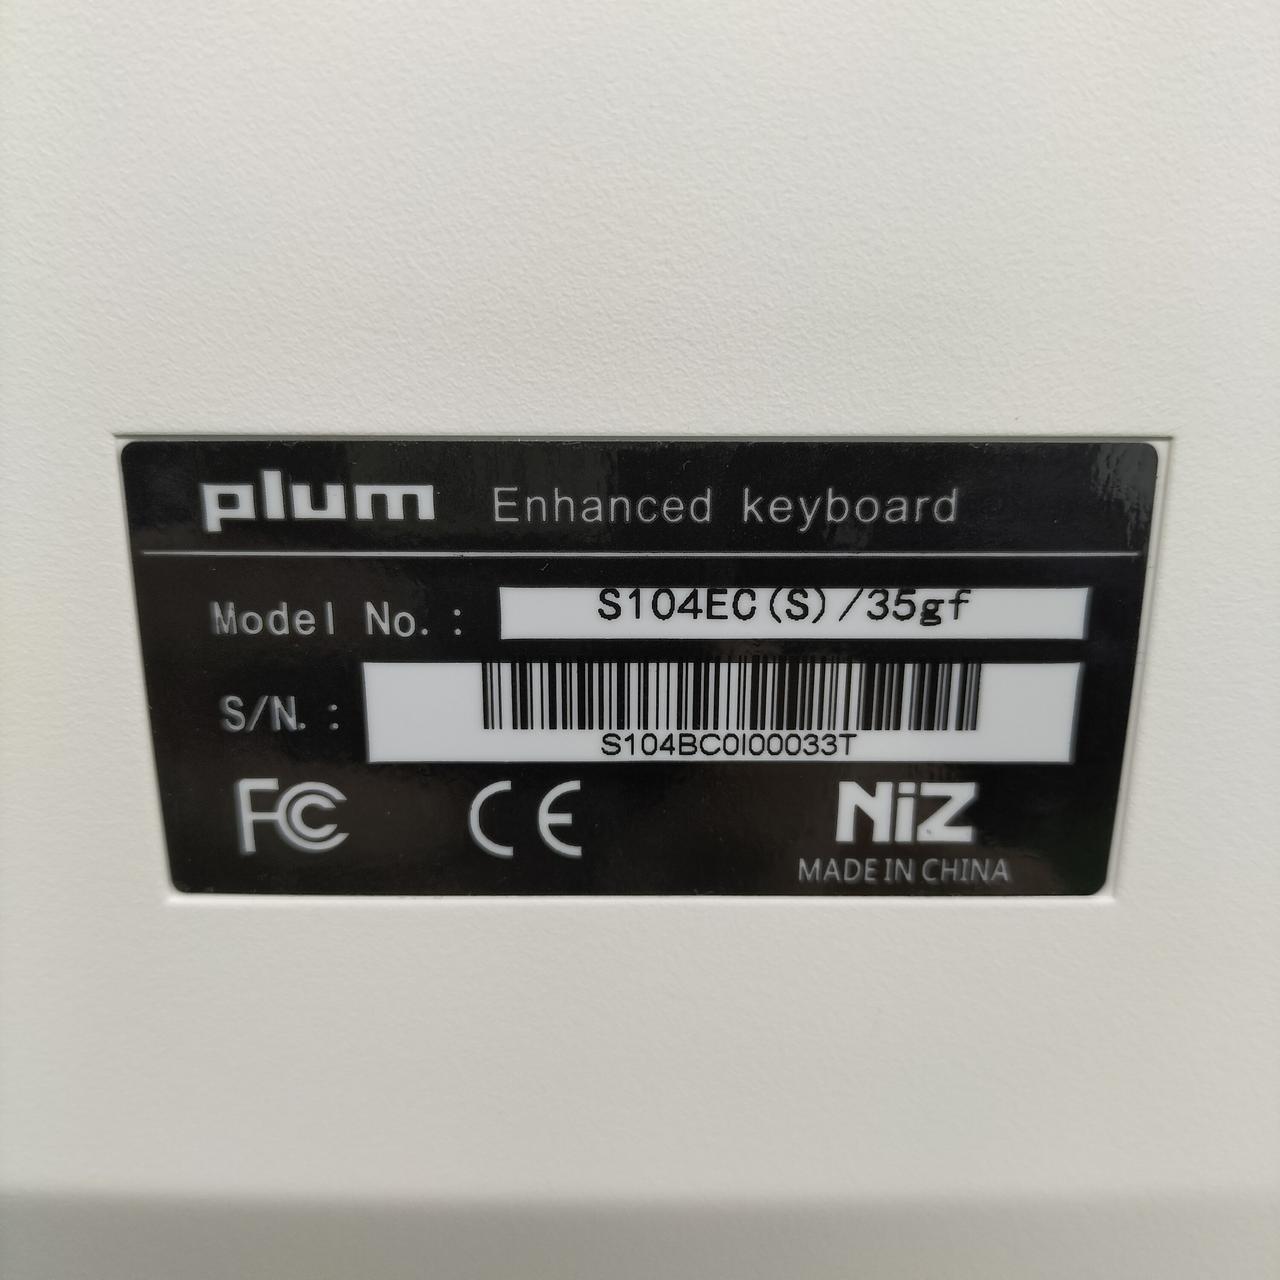 plum Enhanced keyboard
Model No.: S104EC(S)/35gf
S/N.:
S104BC0I00033T
FC CE NiZ
MADE IN CHINA